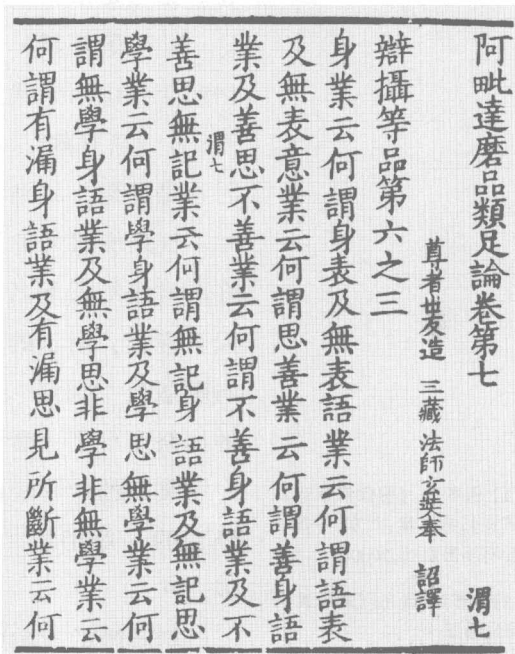 阿毗達磨品類足論卷第七
渭七
尊者世友造 三藏法師玄奘奉 詔譯
辯攝等品第六之三
身業云何謂身表及無表語業云何謂語表
及無表意業云何謂思善業云何謂善身語
業及善思不善業云何謂不善身語業及不
渭七
善思無記業云何謂無記身語業及無記思
學業云何謂學身語業及學思無學業云何
謂無學身語業及無學思非學非無學業云
何謂有漏身語業及有漏思見所斷業云何